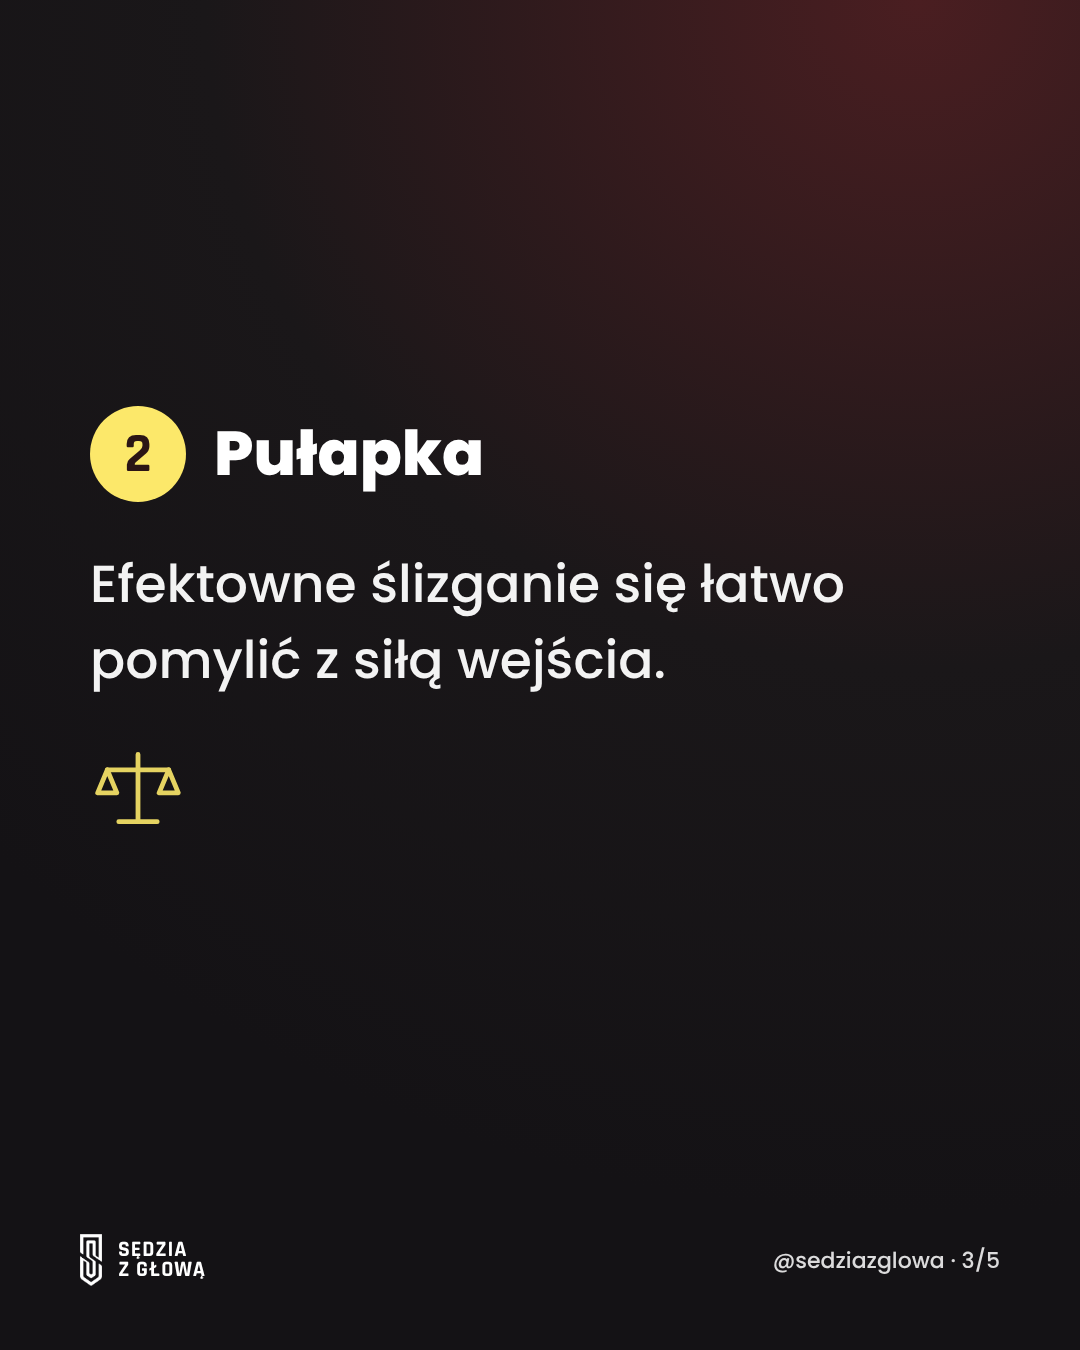 2 Pułapka
Efektowne ślizganie się łatwo
pomylić z siłą wejścia.
SĘDZIA
Z GŁOWĄ
@sedziazglowa · 3/5